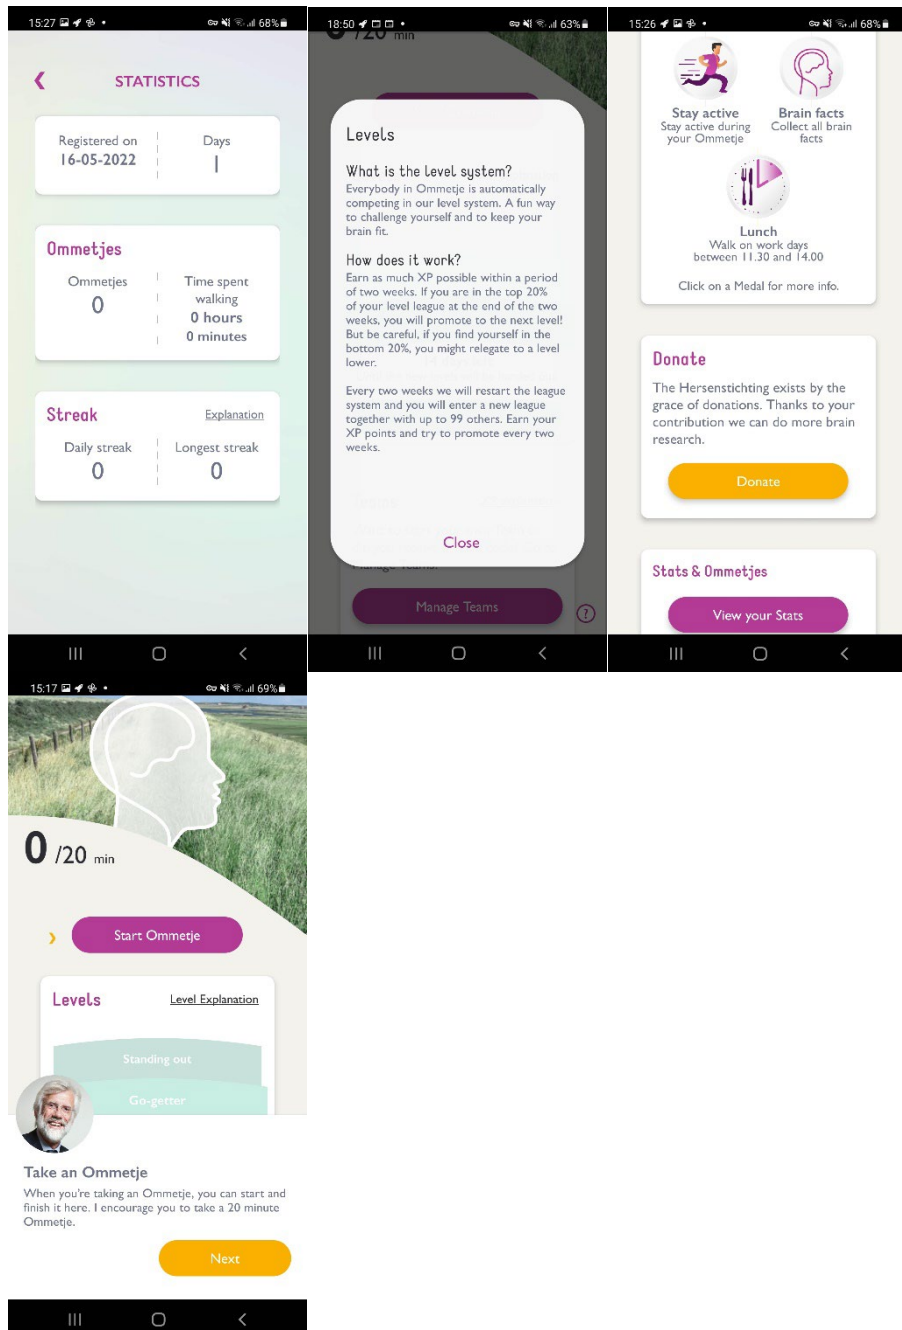 15:27
68%
STATISTICS
Registered on
16-05-2022
Days
1
Ommetjes
Ommetjes
0
Time spent
walking
0 hours
0 minutes
Streak
Explanation
Daily streak
0
Longest streak
0
18:50
63%
0 /20 min
Levels
What is the level system?
Everybody in Ommetje is automatically
competing in our level system. A fun way
to challenge yourself and to keep your
brain fit.
How does it work?
Earn as much XP possible within a period
of two weeks. If you are in the top 20%
of your level league at the end of the two
weeks, you will promote to the next level!
But be careful, if you find yourself in the
bottom 20%, you might relegate to a level
lower.
Every two weeks we will restart the league
system and you will enter a new league
together with up to 99 others. Earn your
XP points and try to promote every two
weeks.
Close
Manage Teams.
Manage Teams
?
15:26
68%
Stay active
Stay active during
your Ommetje
Brain facts
Collect all brain
facts
Lunch
Walk on work days
between 11.30 and 14.00
Click on a Medal for more info.
Donate
The Hersenstichting exists by the
grace of donations. Thanks to your
contribution we can do more brain
research.
Donate
Stats & Ommetjes
View your Stats
15:17
69%
0 /20 min
Start Ommetje
Levels
Level Explanation
Standing out
Go-getter
Take an Ommetje
When you're taking an Ommetje, you can start and
finish it here. I encourage you to take a 20 minute
Ommetje.
Next